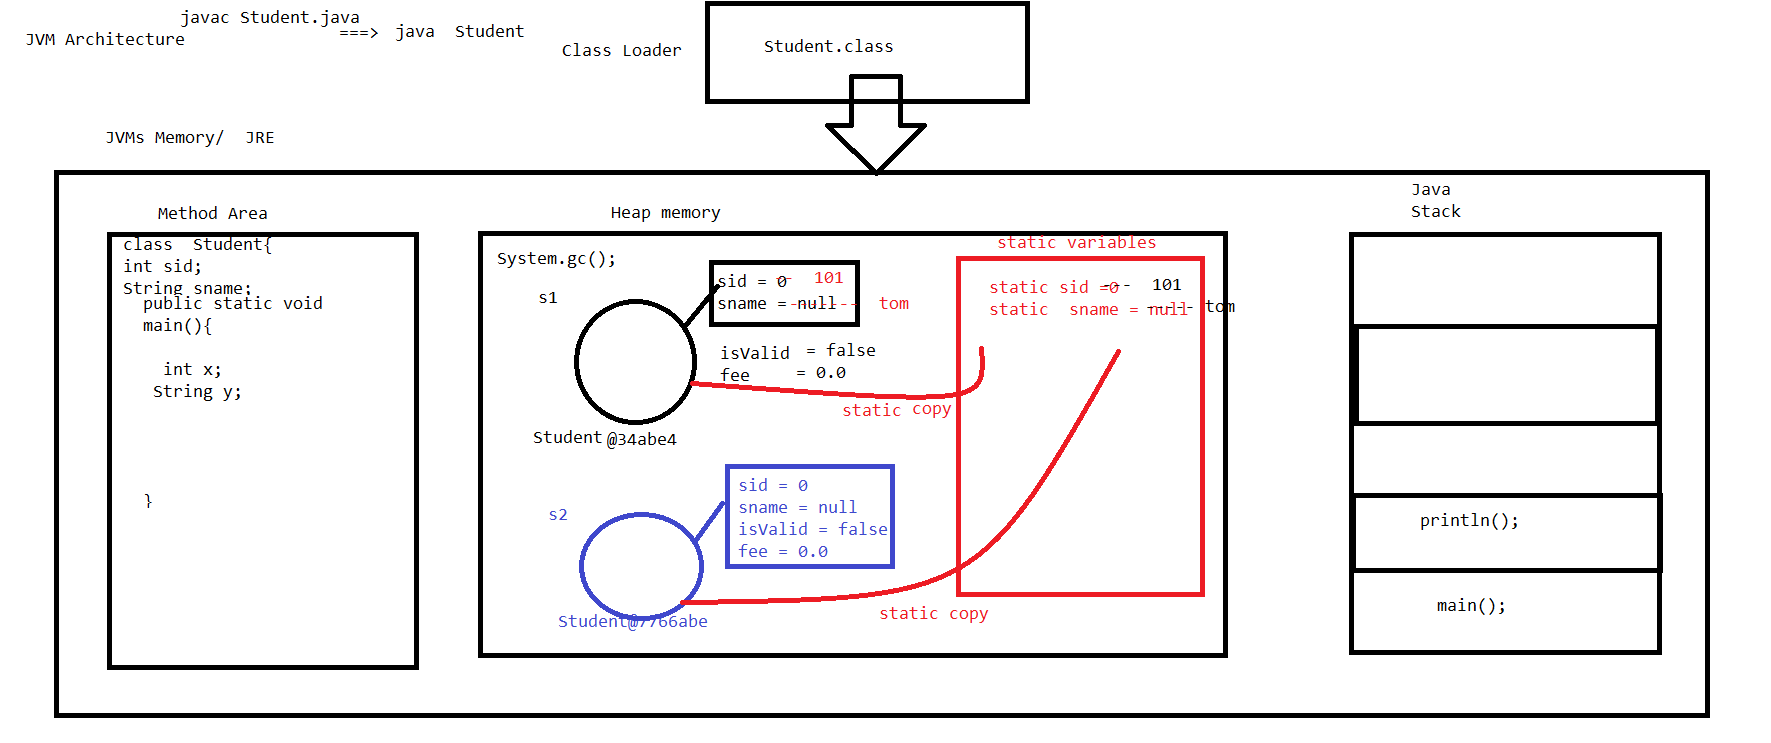 javac Student.java
JVM Architecture
===> java Student
Class Loader
Student.class
JVMs Memory/ JRE
Method Area
class Student{
int sid;
String sname;
public static void
main(){
int x;
String y;
}
Heap memory
System.gc();
s1
sid = 0 101
sname = null tom
isValid = false
fee = 0.0
static copy
Student@34abe4
s2
sid = 0
sname = null
isValid = false
fee = 0.0
Student@7766abe
static copy
static variables
static sid =0 101
static sname = null tom
Java
Stack
println();
main();